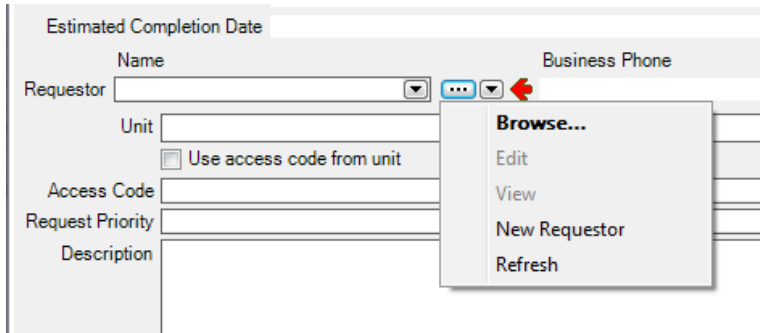 Estimated Completion Date
Name Business Phone
Requestor
Unit
Use access code from unit
Access Code
Request Priority
Description
Browse...
Edit
View
New Requestor
Refresh